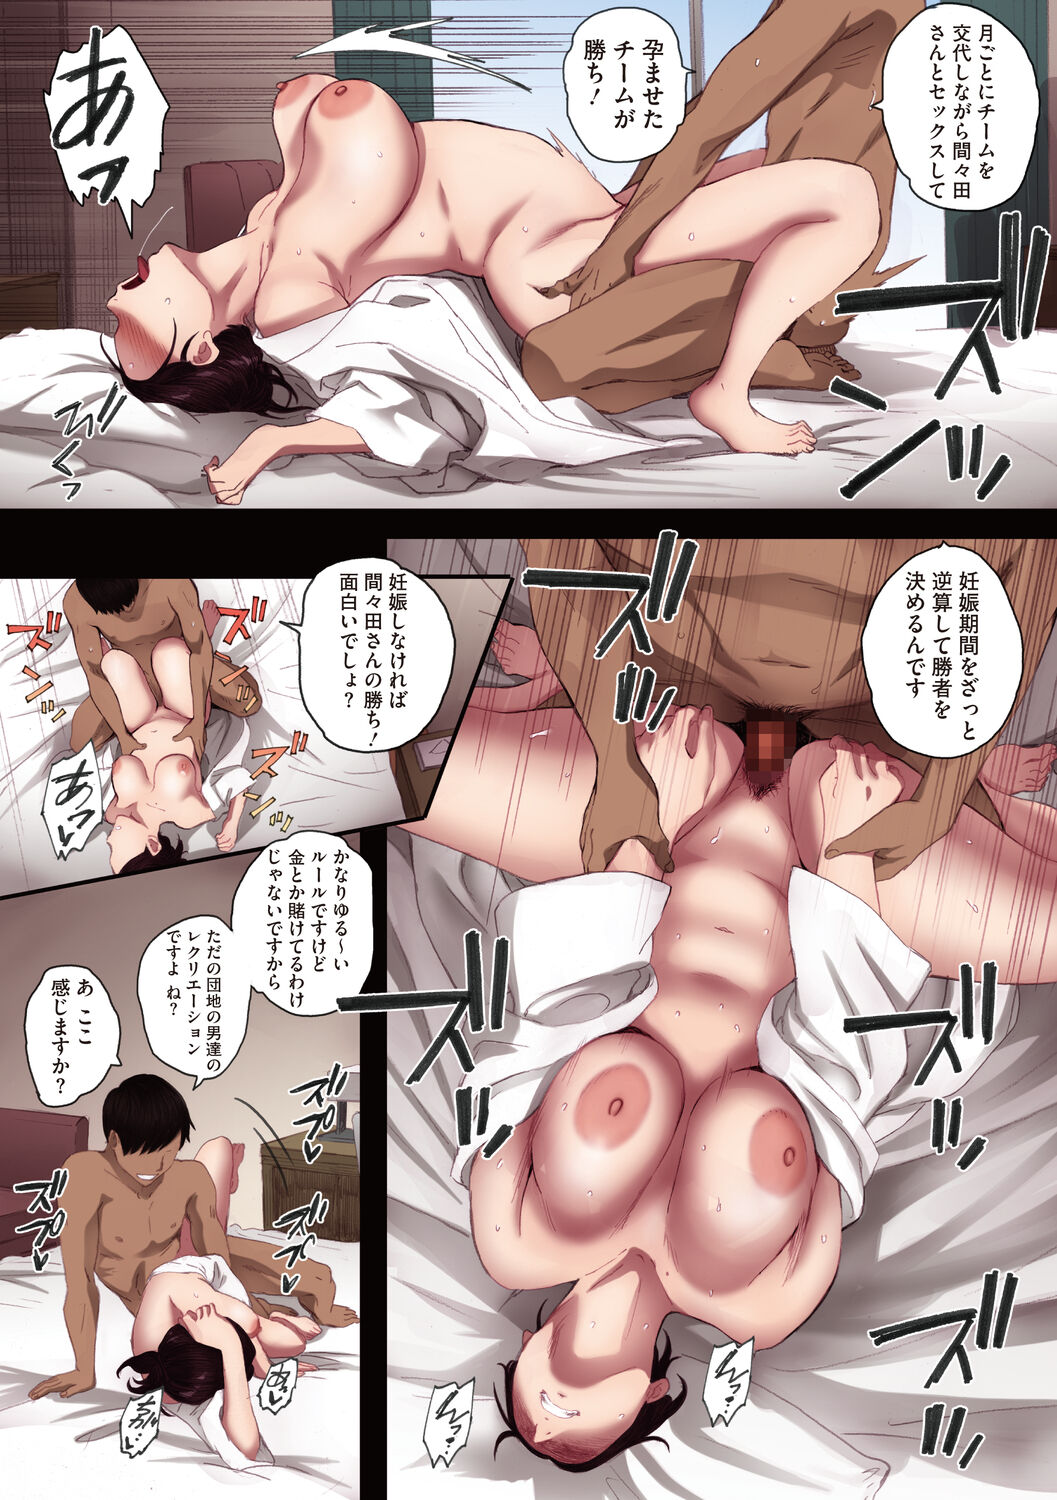 月ごとにチームを
交代しながら間々田
さんとセックスして
孕ませた
チームが
勝ち!
あっ
ズンッ
びくっ
妊娠期間をざっと
逆算して勝者を
決めるんです
ズッ
ズッ
ズッ
ズッ
ズッ
んっ…
んっ…
妊娠しなければ
間々田さんの勝ち!
面白いでしょ?
ズンッ
ズンッ
ズンッ
ズンッ
あっ
かなりゆる〜い
ルールですけど
金とか賭けてるわけ
じゃないですから
ただの団地の男達の
レクリエーション
ですよ ね?
あ ここ
感じますか?
ズプ♥
ズプ♥
ズプ♥
あっ